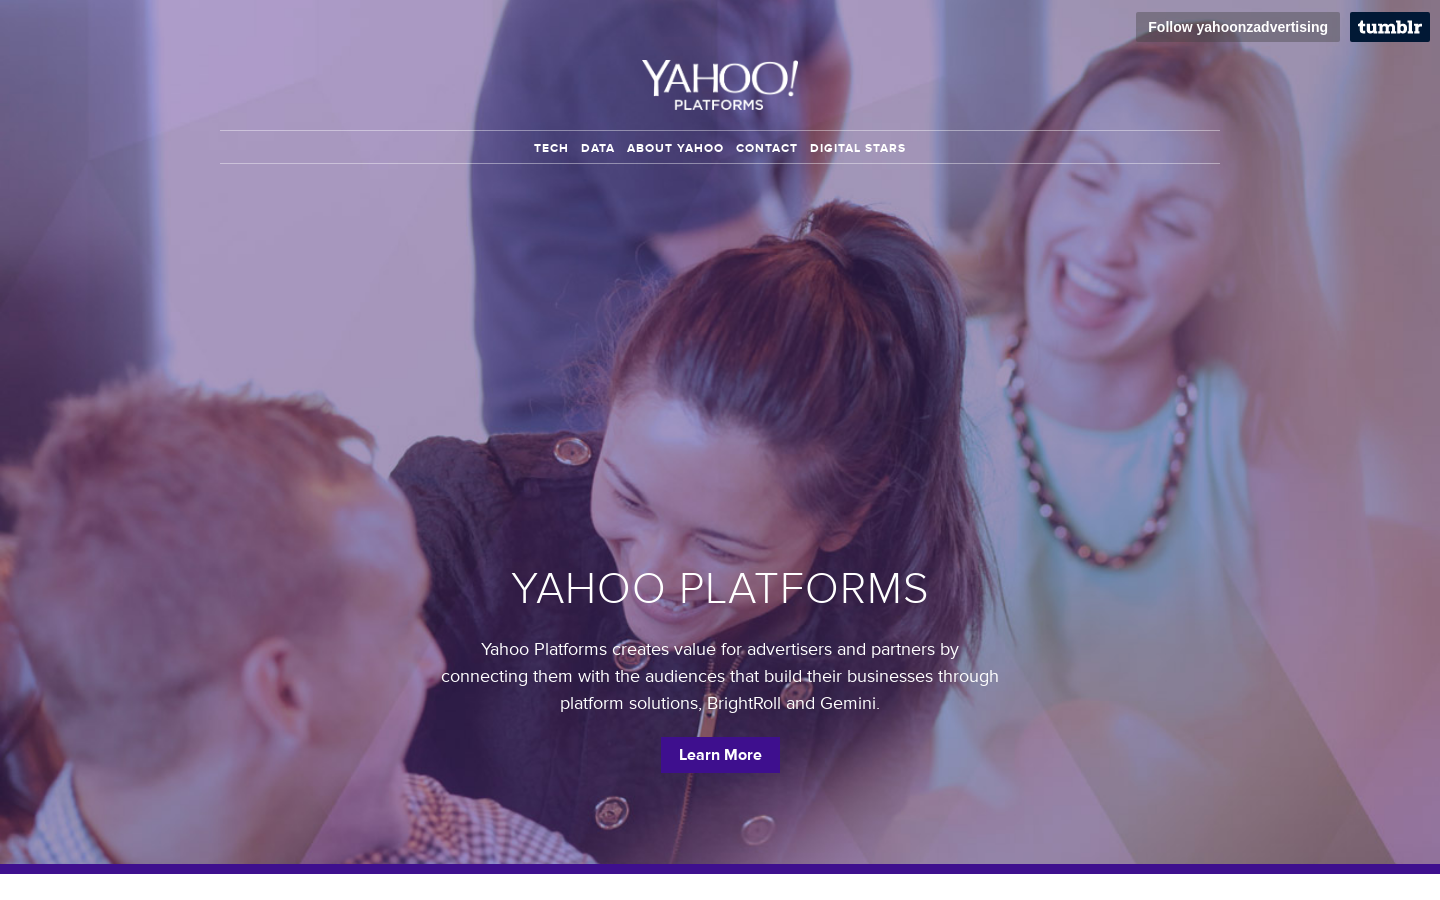 Follow yahoonzadvertising
tumblr
YAHOO!
PLATFORMS
TECH DATA ABOUT YAHOO CONTACT DIGITAL STARS
YAHOO PLATFORMS
Yahoo Platforms creates value for advertisers and partners by
connecting them with the audiences that build their businesses through
platform solutions, BrightRoll and Gemini.
Learn More